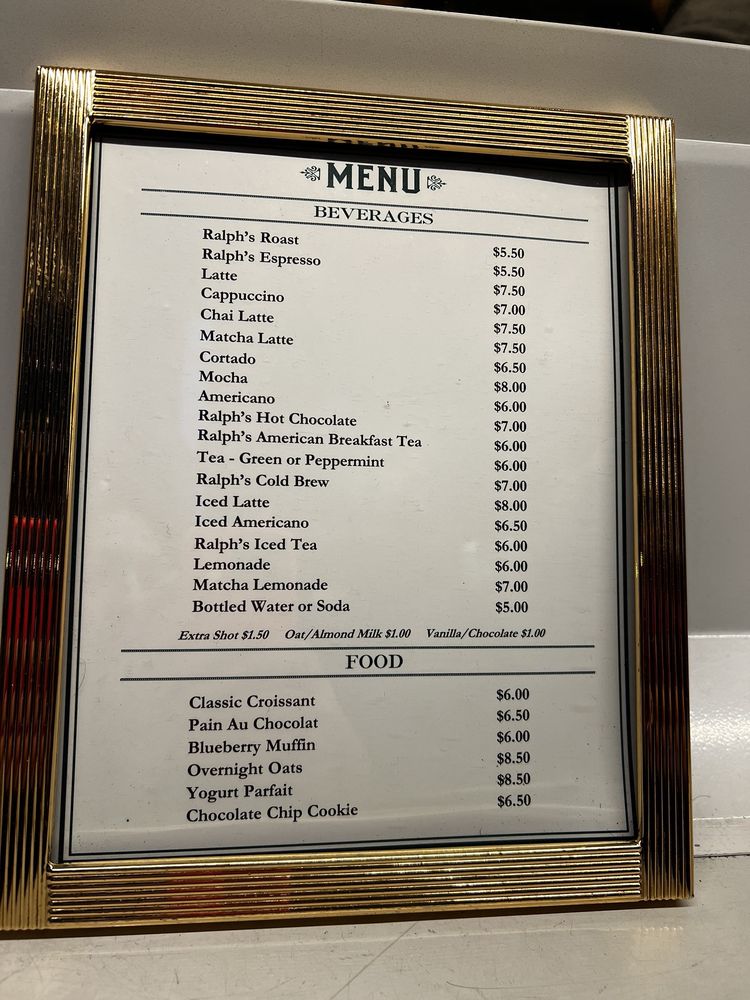 MENU
BEVERAGES
Ralph's Roast $5.50
Ralph's Espresso $5.50
Latte $7.50
Cappuccino $7.00
Chai Latte $7.50
Matcha Latte $7.50
Cortado $6.50
Mocha $8.00
Americano $6.00
Ralph's Hot Chocolate $7.00
Ralph's American Breakfast Tea $6.00
Tea - Green or Peppermint $6.00
Ralph's Cold Brew $7.00
Iced Latte $8.00
Iced Americano $6.50
Ralph's Iced Tea $6.00
Lemonade $6.00
Matcha Lemonade $7.00
Bottled Water or Soda $5.00
Extra Shot $1.50 Oat/Almond Milk $1.00 Vanilla/Chocolate $1.00
FOOD
Classic Croissant $6.00
Pain Au Chocolat $6.50
Blueberry Muffin $6.00
Overnight Oats $8.50
Yogurt Parfait $8.50
Chocolate Chip Cookie $6.50